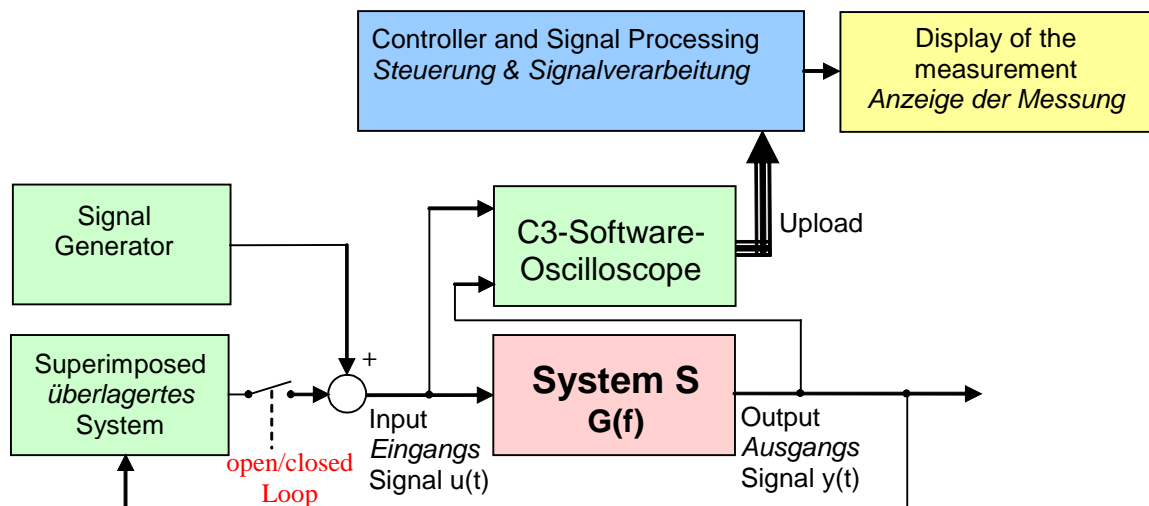 Controller and Signal Processing
Steuerung & Signalverarbeitung
Display of the
measurement
Anzeige der Messung
Signal
Generator
C3-Software-
Oscilloscope
Upload
Superimposed
überlagertes
System
+
System S
G(f)
Input
Eingangs
Signal u(t)
Output
Ausgangs
Signal y(t)
open/closed
Loop